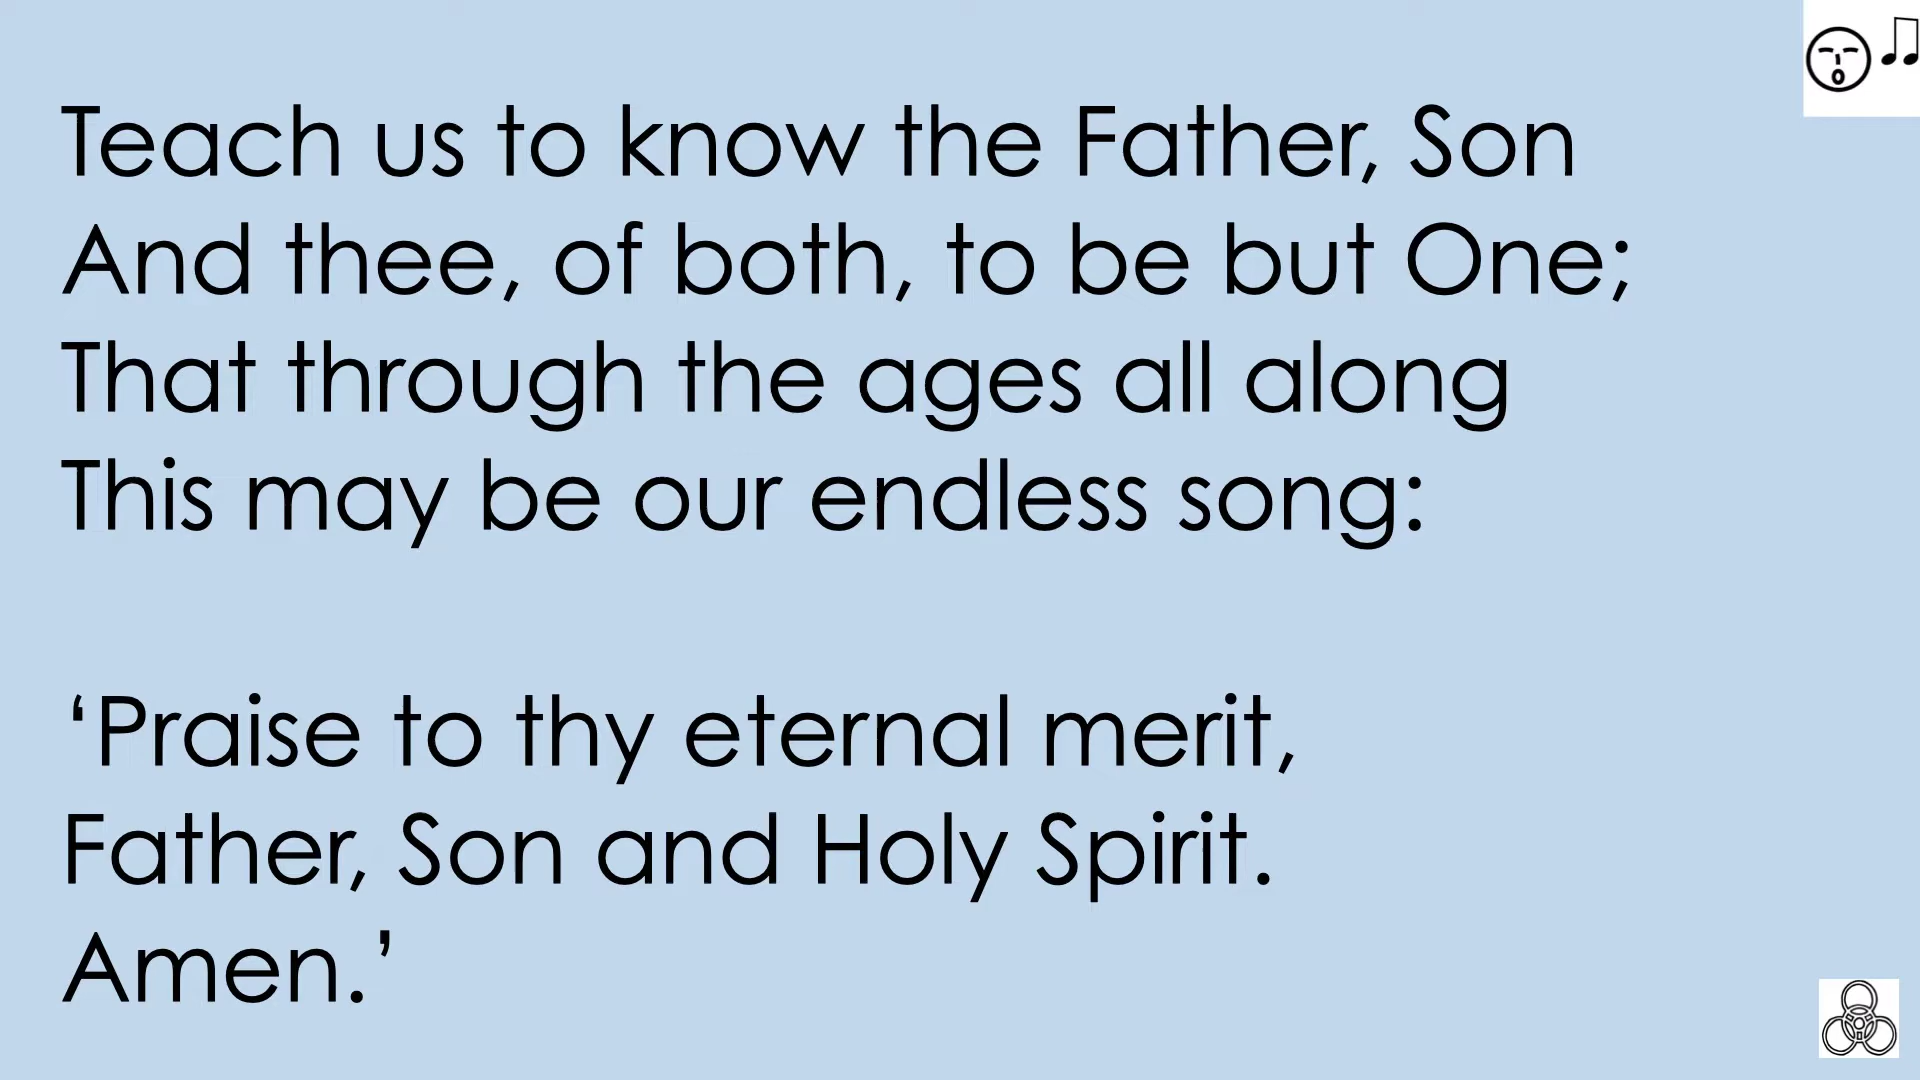 Teach us to know the Father, Son
And thee, of both, to be but One;
That through the ages all along
This may be our endless song:
‘Praise to thy eternal merit,
Father, Son and Holy Spirit.
Amen.’